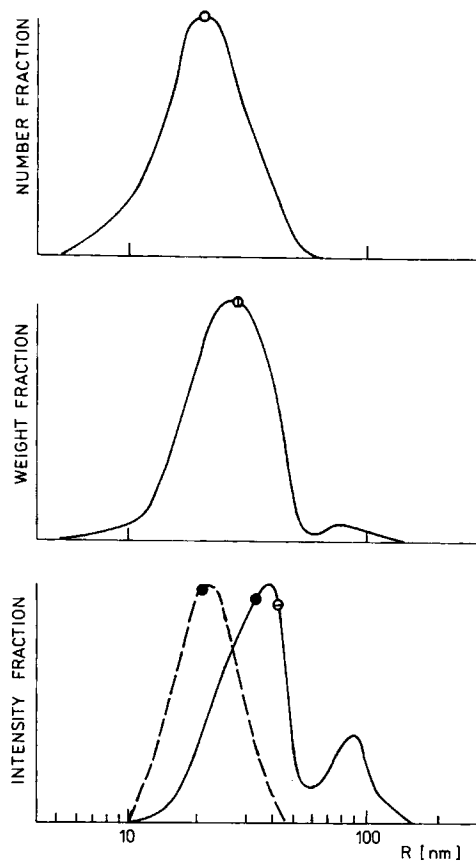 NUMBER FRACTION
WEIGHT FRACTION
INTENSITY FRACTION
10
100
R [nm]